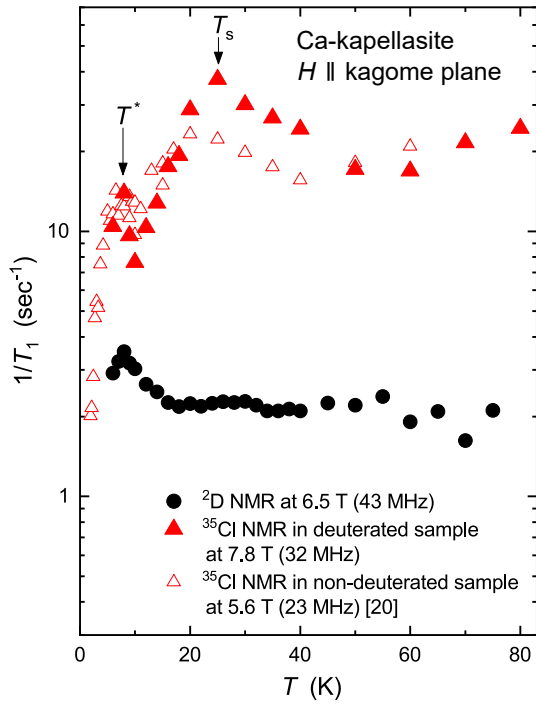 Tₛ
Ca-kapellasite
H ∥ kagome plane
T*
10
1
1/T₁ (sec⁻¹)
²D NMR at 6.5 T (43 MHz)
³⁵Cl NMR in deuterated sample
at 7.8 T (32 MHz)
³⁵Cl NMR in non-deuterated sample
at 5.6 T (23 MHz) [20]
0 20 40 60 80
T (K)